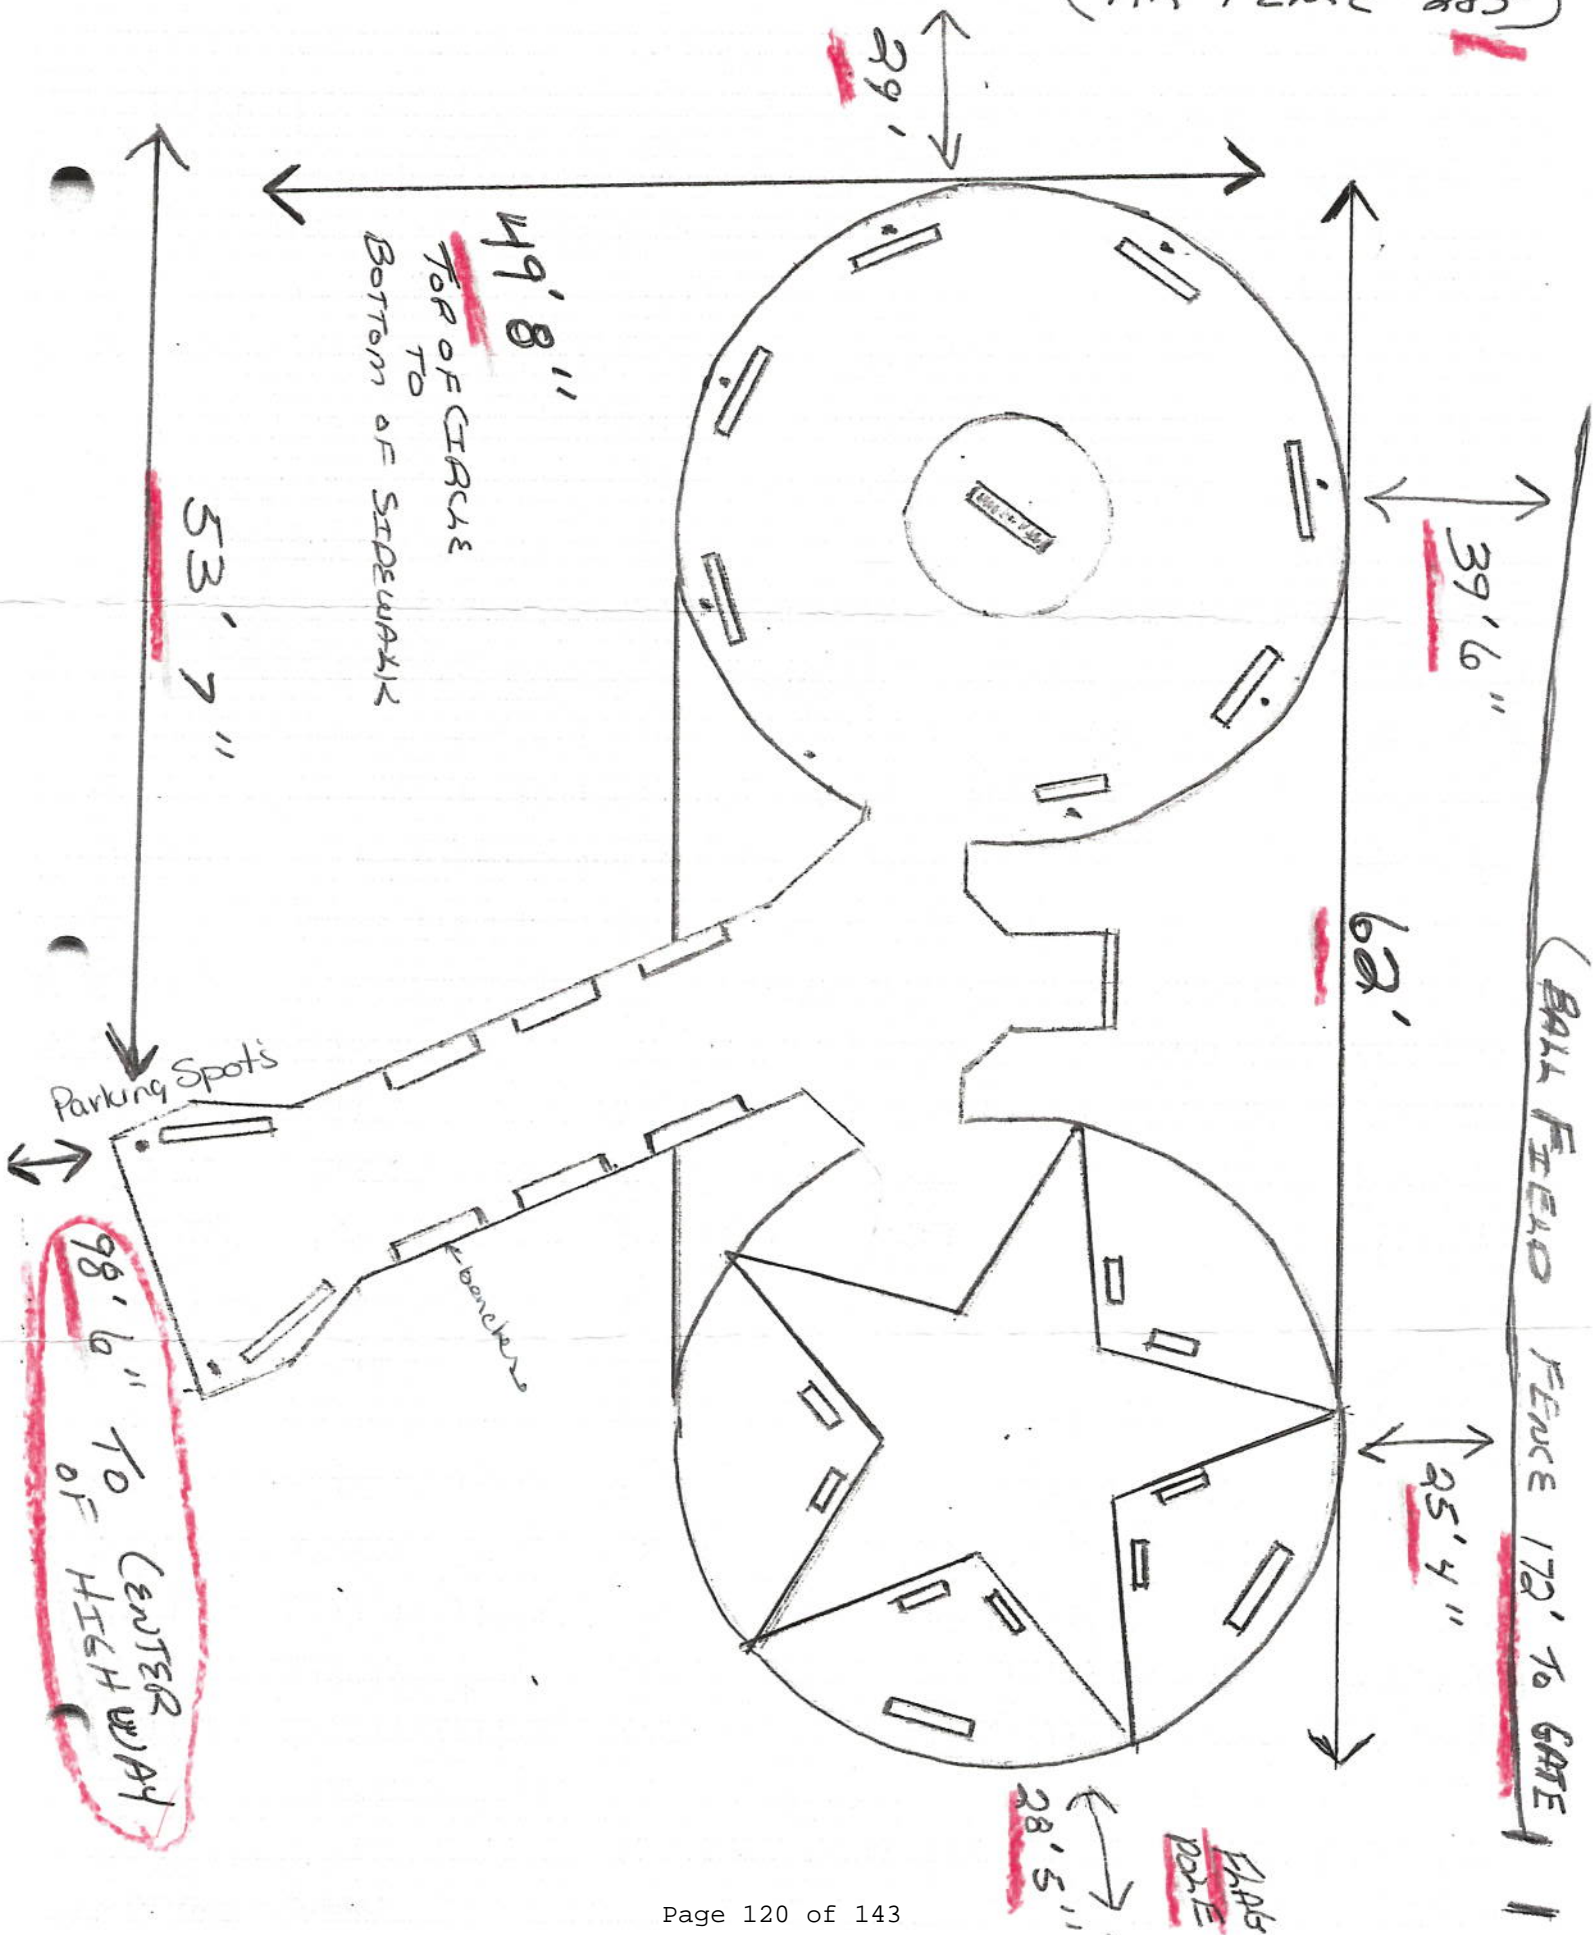 29'
39'6"
(BALL FIELD FENCE 172' TO GATE
62'
25'4"
28'5"
FLAG
POLE
49' 8"
TOP OF CIRCLE
TO
BOTTOM OF SIDEWALK
53' 7"
Parking Spots
benches
98' 6" TO CENTER
OF HIGHWAY
Page 120 of 143